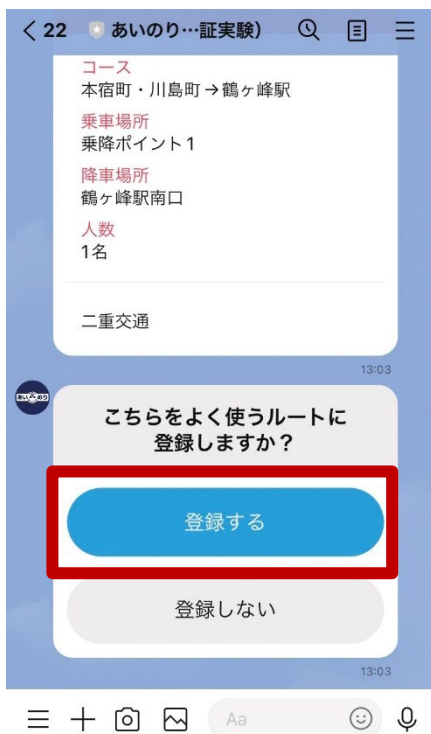 22 あいのり…証実験)
コース
本宿町・川島町→鶴ヶ峰駅
乗車場所
乗降ポイント1
降車場所
鶴ヶ峰駅南口
人数
1名
二重交通
13:03
あいのり
こちらをよく使うルートに
登録しますか？
登録する
登録しない
13:03
Aa